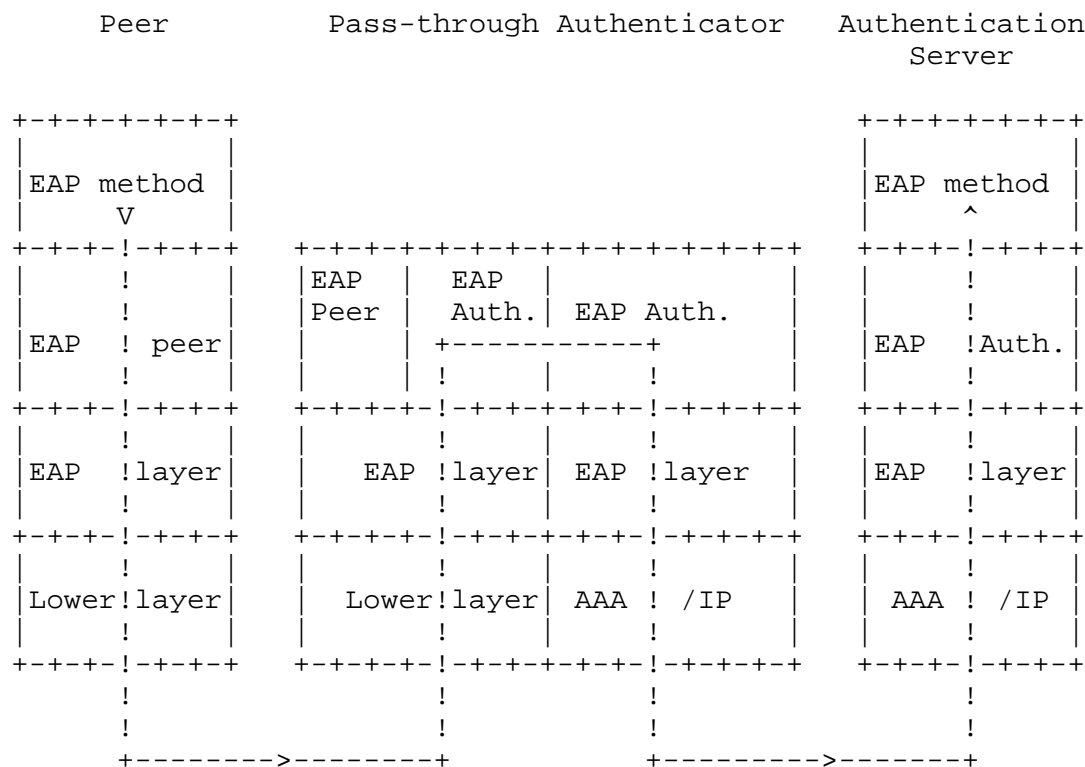 Peer         Pass-through Authenticator   Authentication
                                                          Server

       +-+-+-+-+-+-+                                   +-+-+-+-+-+-+
       |           |                                   |           |
       |EAP method |                                   |EAP method |
       |     V     |                                   |     ^     |
       +-+-+-!-+-+-+   +-+-+-+-+-+-+-+-+-+-+-+-+-+-+   +-+-+-!-+-+-+
       |     !     |   |EAP  |  EAP  |             |   |     !     |
       |     !     |   |Peer |  Auth.| EAP Auth.   |   |     !     |
       |EAP  ! peer|   |     | +-----------+       |   |EAP  !Auth.|
       |     !     |   |     | !     |     !       |   |     !     |
       +-+-+-!-+-+-+   +-+-+-+-!-+-+-+-+-+-!-+-+-+-+   +-+-+-!-+-+-+
       |     !     |   |       !     |     !       |   |     !     |
       |EAP  !layer|   |   EAP !layer| EAP !layer  |   |EAP  !layer|
       |     !     |   |       !     |     !       |   |     !     |
       +-+-+-!-+-+-+   +-+-+-+-!-+-+-+-+-+-!-+-+-+-+   +-+-+-!-+-+-+
       |     !     |   |       !     |     !       |   |     !     |
       |Lower!layer|   |  Lower!layer| AAA ! /IP   |   | AAA ! /IP |
       |     !     |   |       !     |     !       |   |     !     |
       +-+-+-!-+-+-+   +-+-+-+-!-+-+-+-+-+-!-+-+-+-+   +-+-+-!-+-+-+
             !                 !           !                 !
             !                 !           !                 !
             +-------->--------+           +--------->-------+